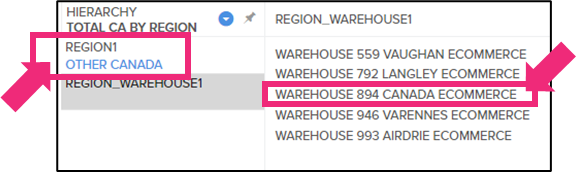 HIERARCHY
TOTAL CA BY REGION
REGION1
OTHER CANADA
REGION_WAREHOUSE1
REGION_WAREHOUSE1
WAREHOUSE 559 VAUGHAN ECOMMERCE
WAREHOUSE 792 LANGLEY ECOMMERCE
WAREHOUSE 894 CANADA ECOMMERCE
WAREHOUSE 946 VARENNES ECOMMERCE
WAREHOUSE 993 AIRDRIE ECOMMERCE